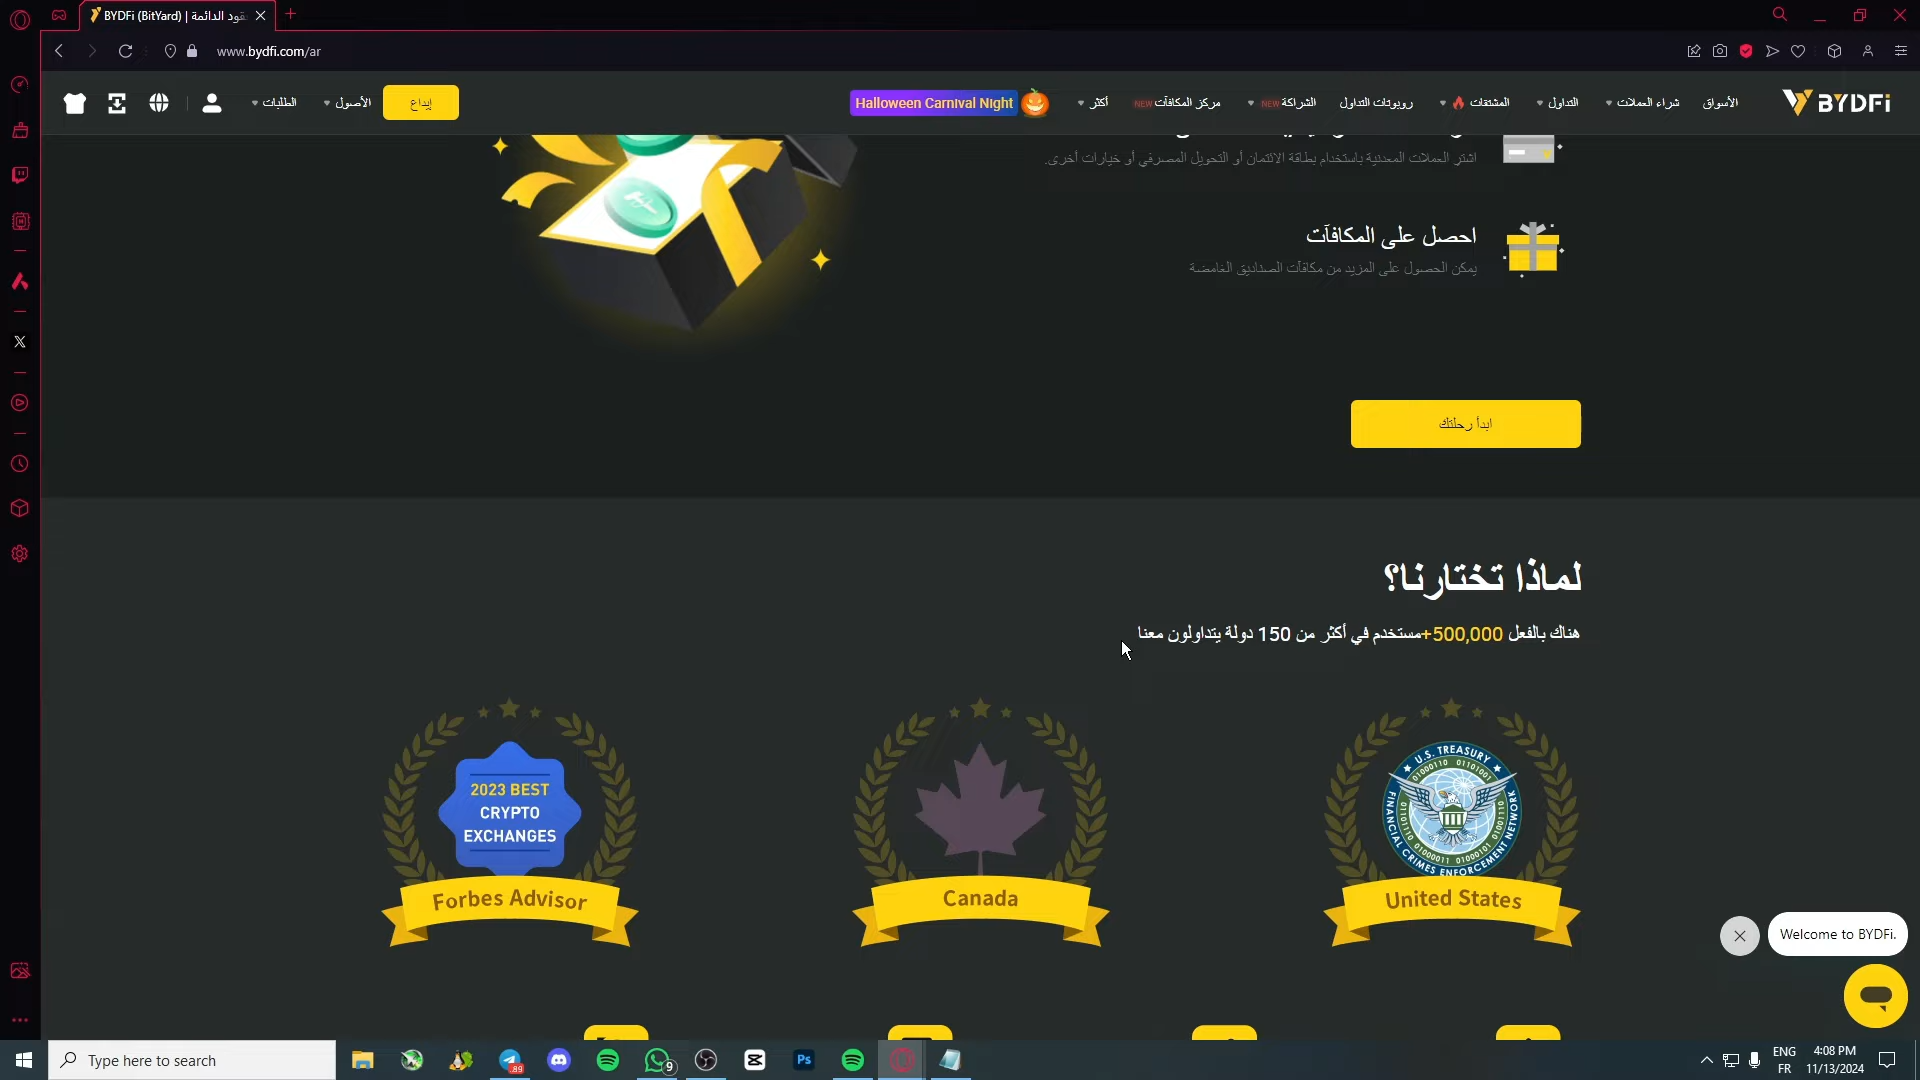 BYDFi (BitYard) | نقود الدائمة
www.bydfi.com/ar
BYDFi
الأسواق
شراء العملات
التداول
المشتقات
روبوتات التداول
الشراكة NEW
مركز المكافآت NEW
أكثر
Halloween Carnival Night
إيداع
الأصول
الطلبات
اشتر العملات المعدنية باستخدام بطاقة الائتمان أو التحويل المصرفي أو خيارات أخرى.
احصل على المكافآت
يمكن الحصول على المزيد من مكافآت الصناديق الغامضة
ابدأ رحلتك
لماذا تختارنا؟
هناك بالفعل 500,000+مستخدم في أكثر من 150 دولة يتداولون معنا
2023 BEST
CRYPTO
EXCHANGES
Forbes Advisor
Canada
U.S. TREASURY
FINANCIAL CRIMES ENFORCEMENT NETWORK
United States
Welcome to BYDFi.
Type here to search
.89
9
Ps
ENG
FR
4:08 PM
11/13/2024